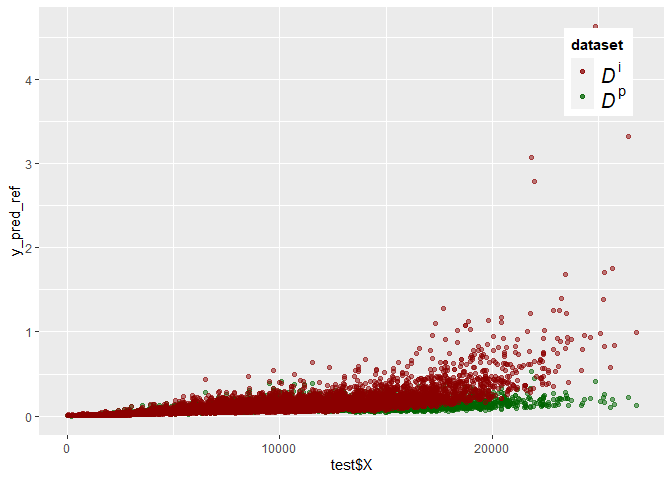 dataset
D^i
D^p
4
3
2
1
0
y_pred_ref
0 10000 20000
test$X